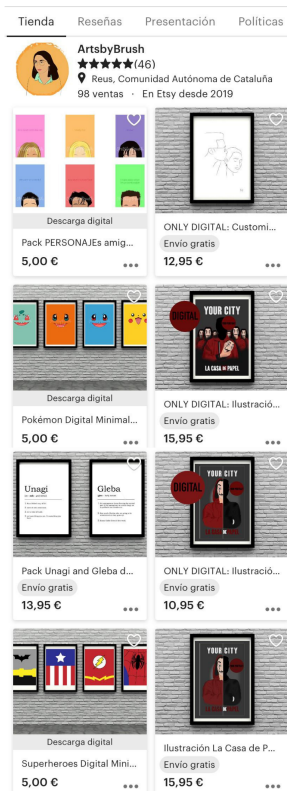 Tienda
Reseñas
Presentación
Políticas
ArtsbyBrush
★★★★★(46)
Reus, Comunidad Autónoma de Cataluña
98 ventas · En Etsy desde 2019
Descarga digital
Pack PERSONAJEs amig...
5,00 €
ONLY DIGITAL: Customi...
Envío gratis
12,95 €
Descarga digital
Pokémon Digital Minimal...
5,00 €
YOUR CITY
DIGITAL
LA CASA DE PAPEL
ONLY DIGITAL: Ilustració...
Envío gratis
15,95 €
Unagi
Gleba
Pack Unagi and Gleba d...
Envío gratis
13,95 €
YOUR CITY
DIGITAL
ONLY DIGITAL: Ilustració...
Envío gratis
10,95 €
Descarga digital
Superheroes Digital Mini...
5,00 €
YOUR CITY
Ilustración La Casa de P...
Envío gratis
15,95 €